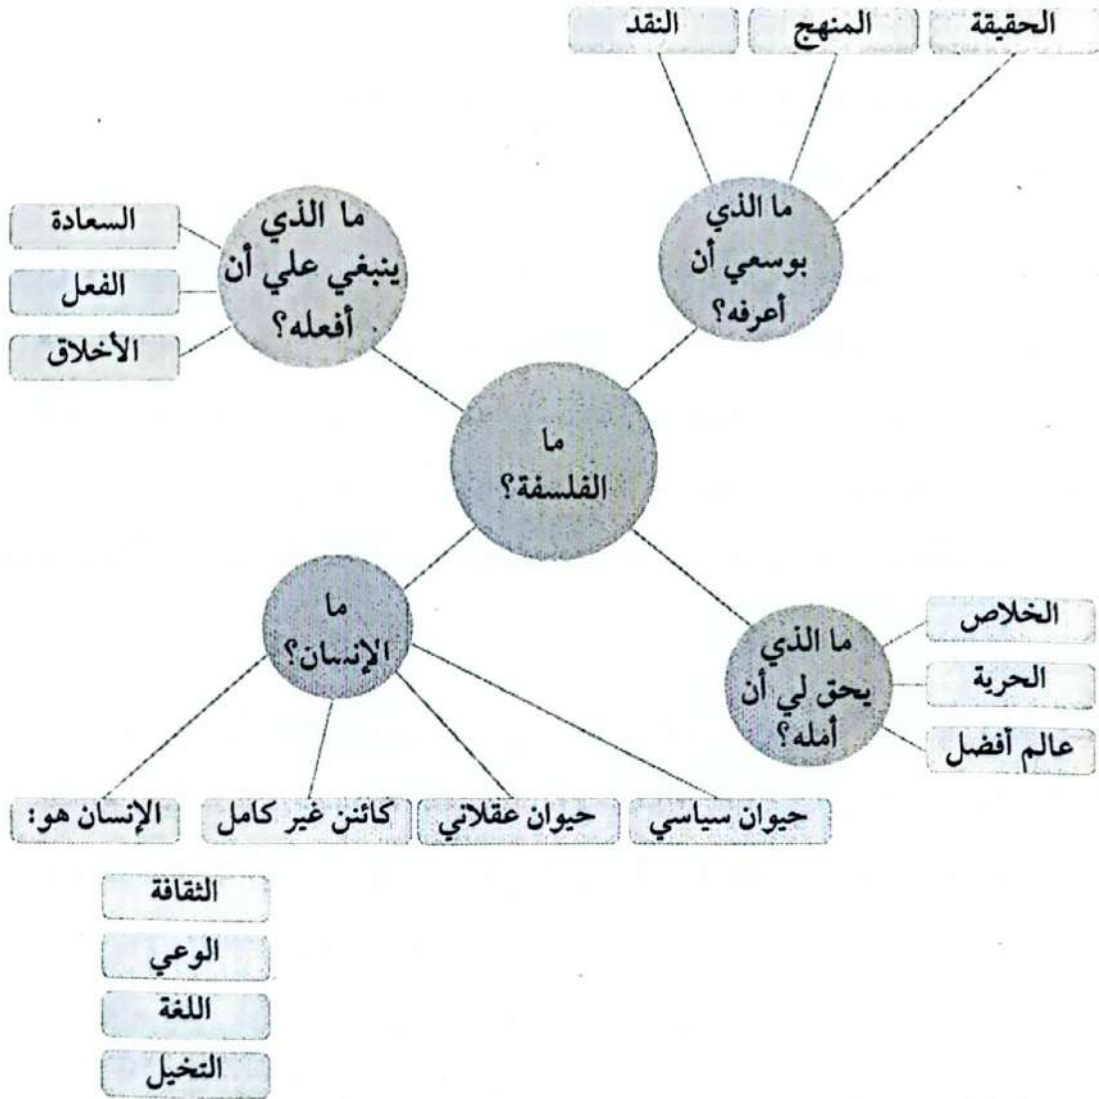 الحقيقة
المنهج
النقد
ما الذي
بوسعي أن
أعرفه؟
ما الذي
ينبغي علي أن
أفعله؟
السعادة
الفعل
الأخلاق
ما
الفلسفة؟
ما
الإنسان؟
ما الذي
يحق لي أن
أمله؟
الخلاص
الحرية
عالم أفضل
حيوان سياسي
حيوان عقلاني
كائنن غير كامل
الإنسان هو:
الثقافة
الوعي
اللغة
التخيل